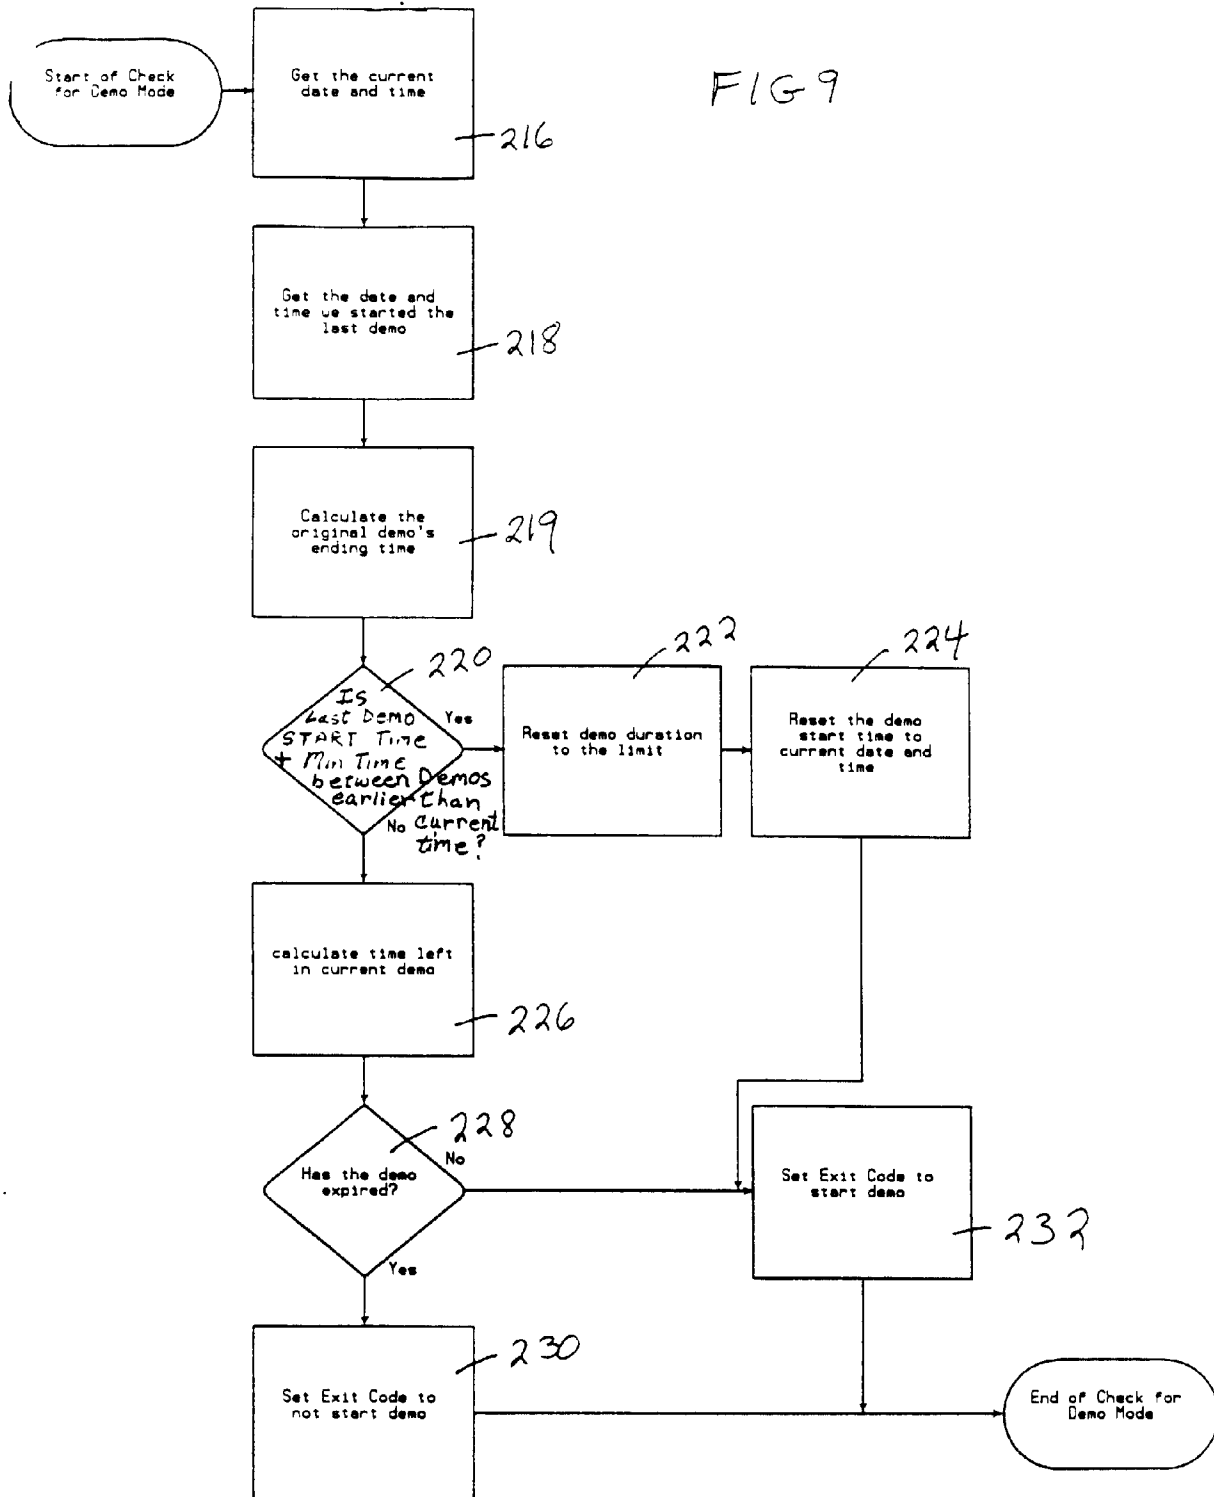 Start of Check
for Demo Mode
Get the current
date and time
FIG 9
216
Get the date and
time we started the
last demo
218
Calculate the
original demo's
ending time
219
220
Is
Last Demo
START Time
+ Min Time
between Demos
earlier than
current
time?
Yes
No
222
Reset demo duration
to the limit
224
Reset the demo
start time to
current date and
time
calculate time left
in current demo
226
228
Has the demo
expired?
No
Yes
Set Exit Code to
start demo
232
230
Set Exit Code to
not start demo
End of Check for
Demo Mode